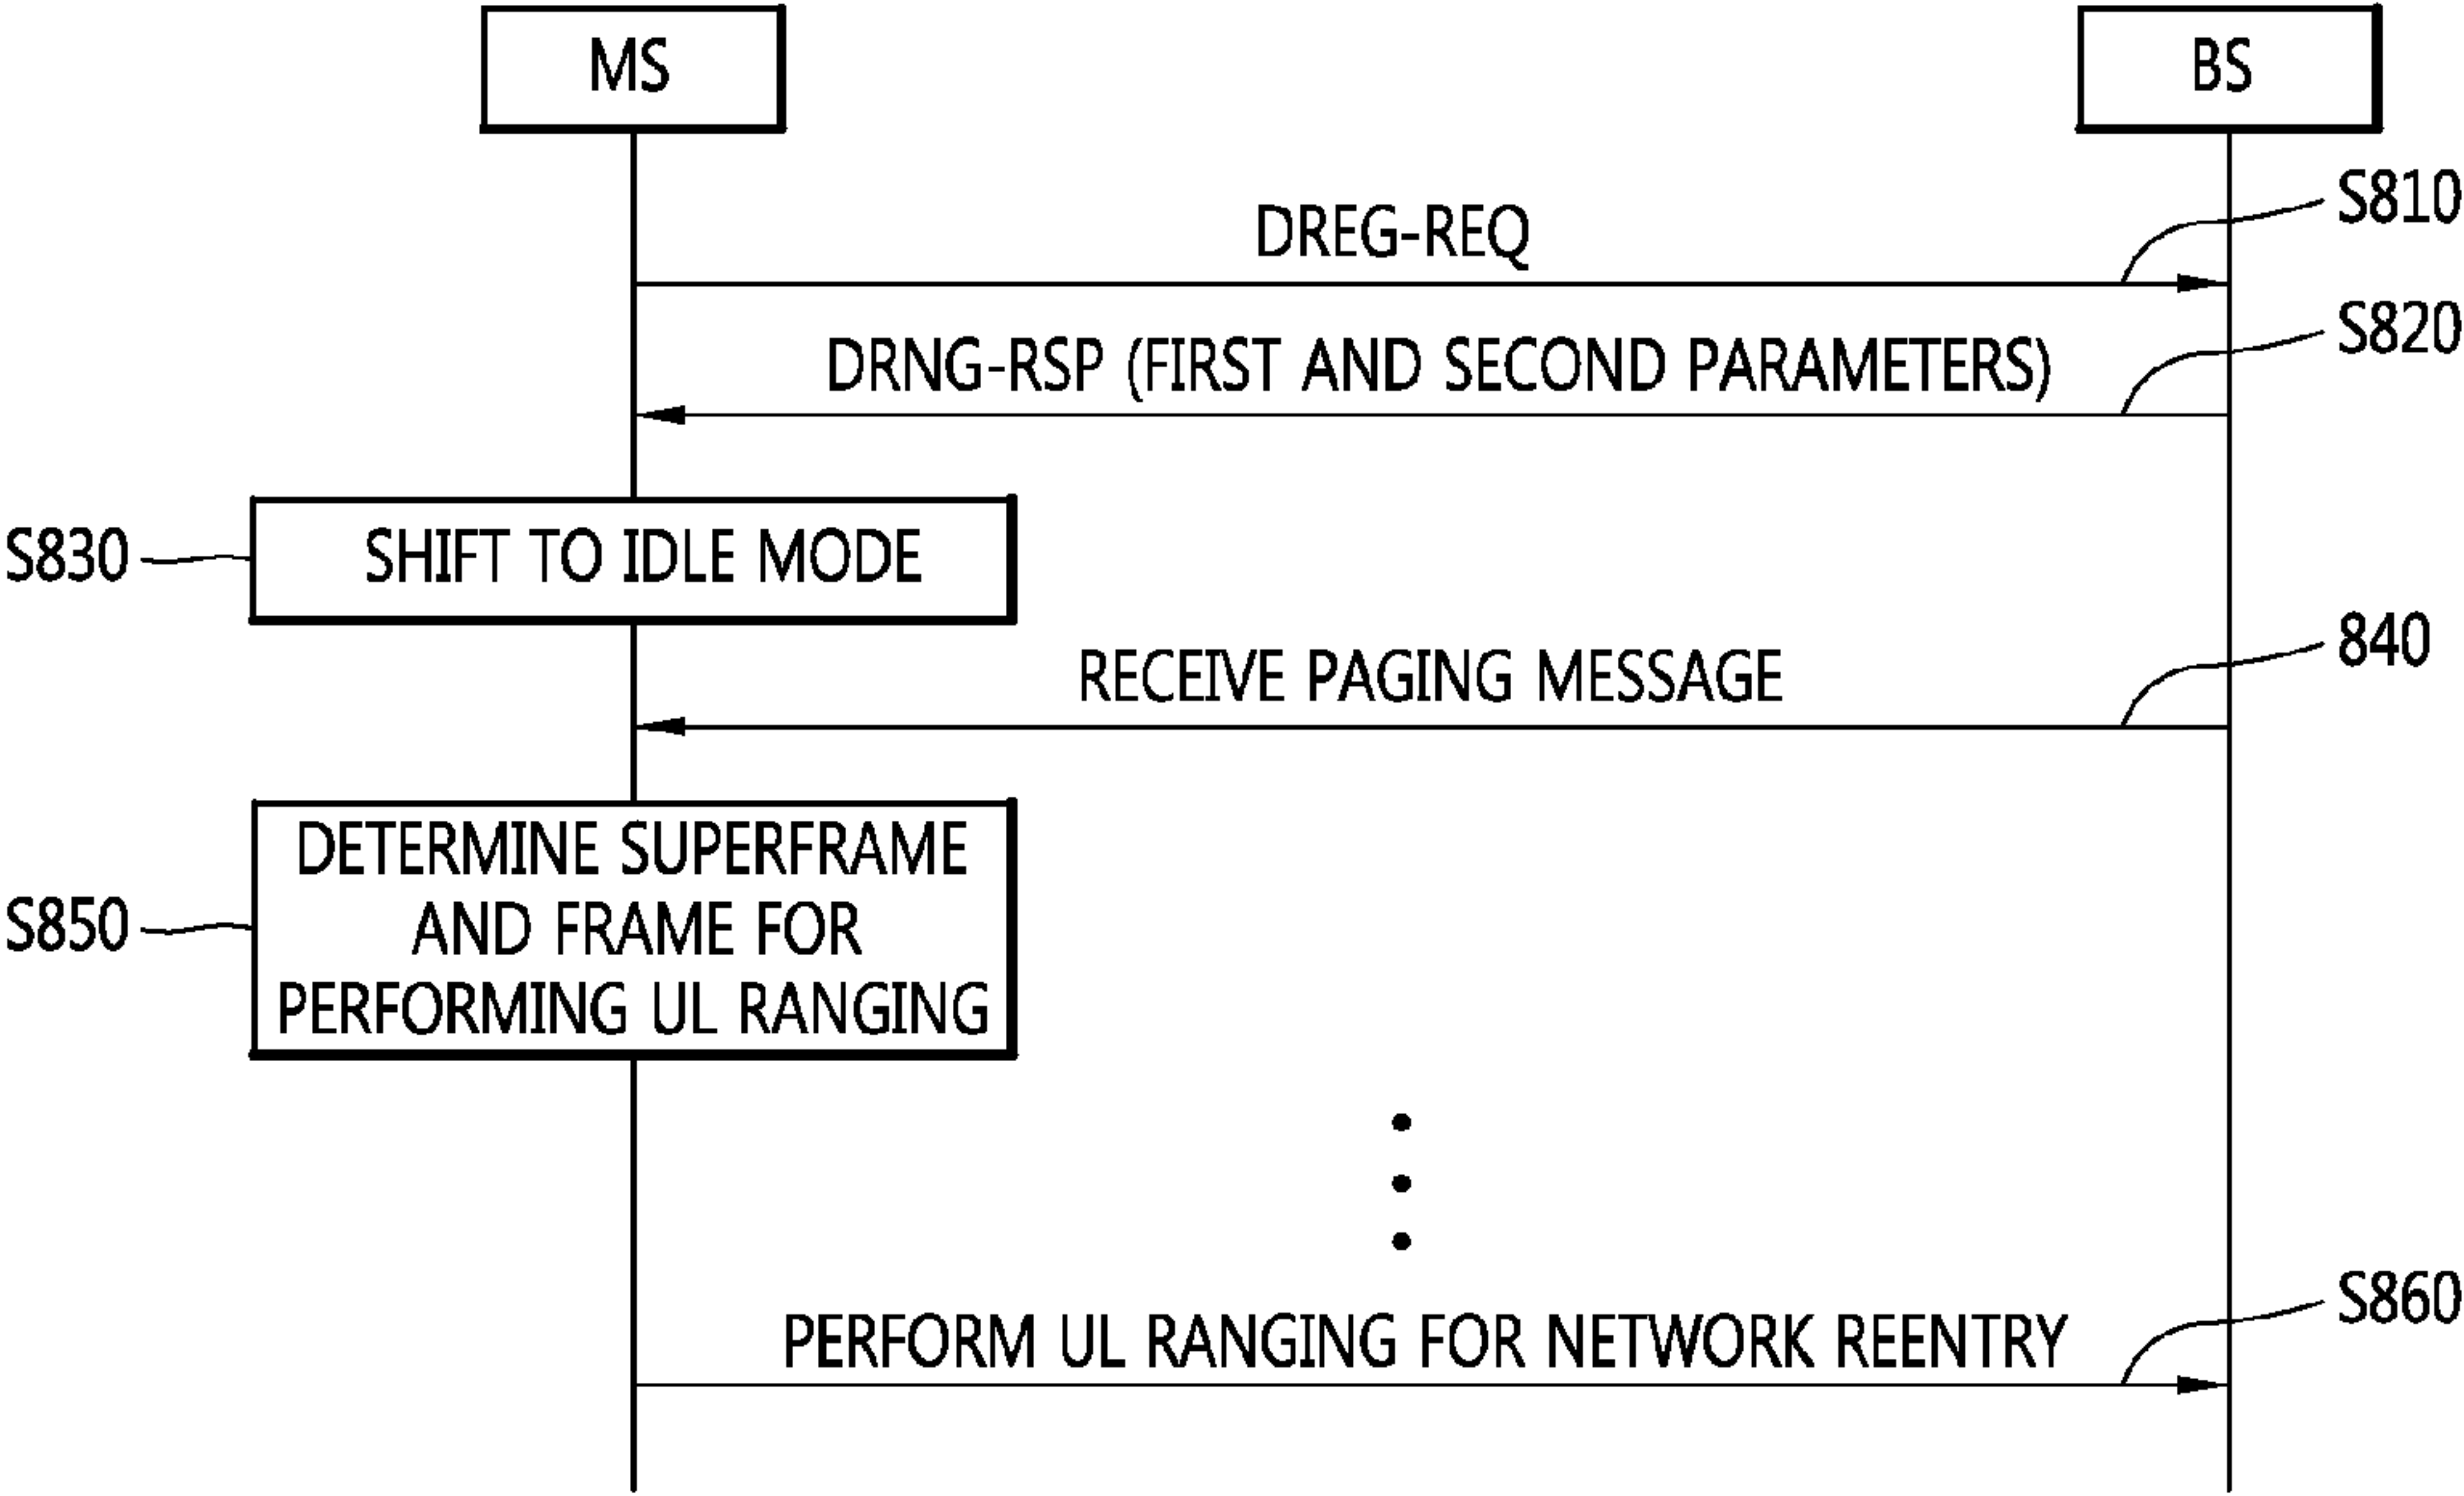 MS
BS
S810
DREG-REQ
S820
DRNG-RSP (FIRST AND SECOND PARAMETERS)
S830
SHIFT TO IDLE MODE
840
RECEIVE PAGING MESSAGE
DETERMINE SUPERFRAME
S850
AND FRAME FOR
PERFORMING UL RANGING
S860
PERFORM UL RANGING FOR NETWORK REENTRY